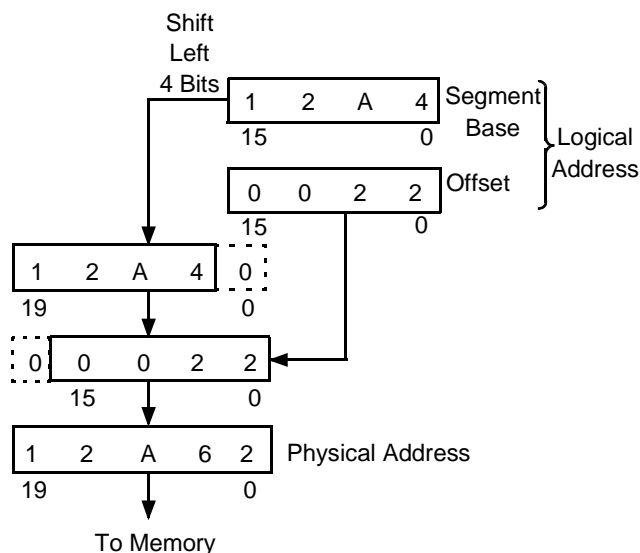 Shift
Left
4 Bits
1 2 A 4
Segment
Base
15 0
Logical
Address
0 0 2 2
Offset
15 0
1 2 A 4 0
19 0
0 0 0 2 2
15 0
1 2 A 6 2
Physical Address
19 0
To Memory